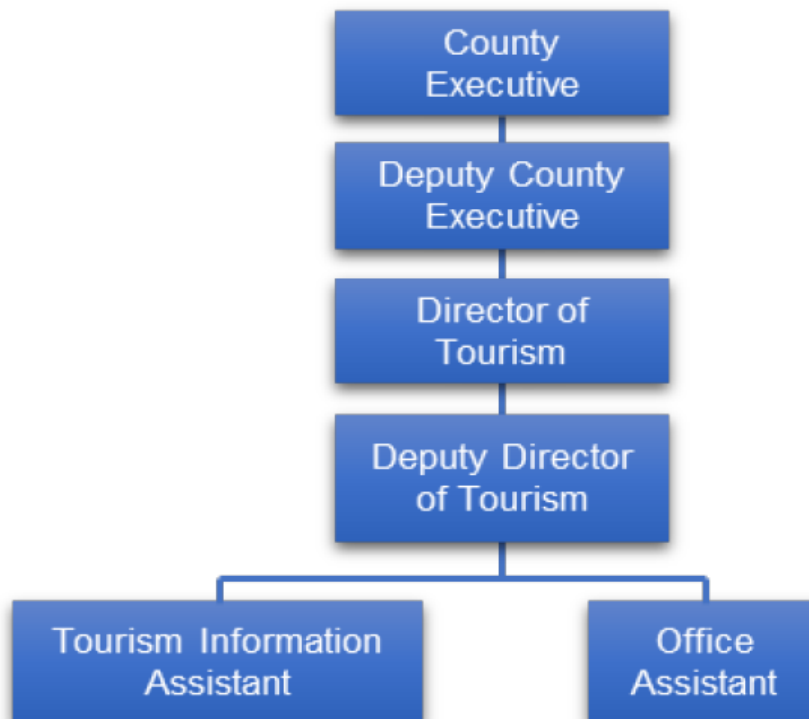 County
Executive
Deputy County
Executive
Director of
Tourism
Deputy Director
of Tourism
Tourism Information
Assistant
Office
Assistant